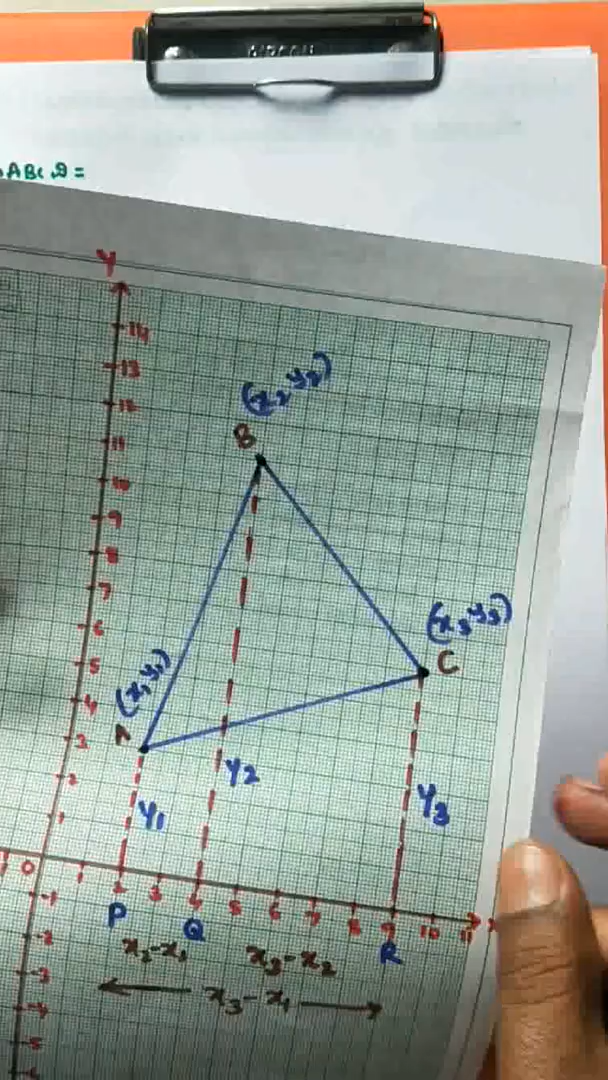 ABC D =
Y
14
13
12
(x₂ y₂)
11
B
10
9
8
7
6
(x₃ y₃)
5
C
(x₁ y₁)
4
A
3
y₂
2
y₁
y₃
1
0 1 2 3 4 5 6 7 8 9 10 11 x
-1
P Q R
-2
x₂-x₁ x₃-x₂
-3
x₃-x₁
-4
-5